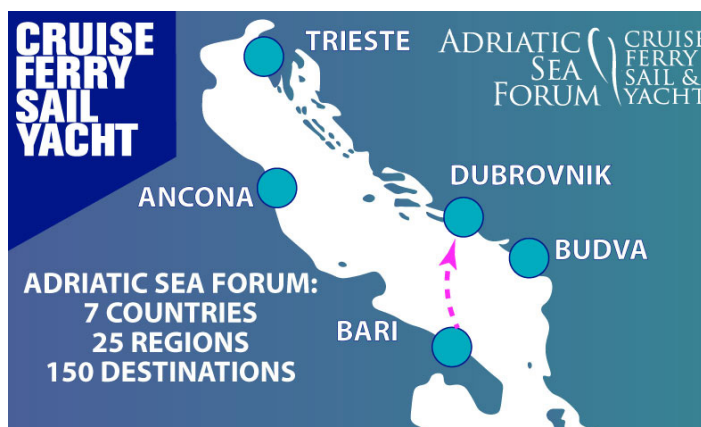 CRUISE
FERRY
SAIL
YACHT
TRIESTE
ADRIATIC
SEA
FORUM
CRUISE
FERRY
SAIL &
YACHT
ANCONA
DUBROVNIK
BUDVA
BARI
ADRIATIC SEA FORUM:
7 COUNTRIES
25 REGIONS
150 DESTINATIONS